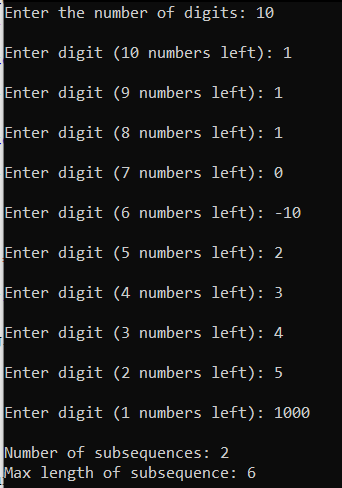 Enter the number of digits: 10
Enter digit (10 numbers left): 1
Enter digit (9 numbers left): 1
Enter digit (8 numbers left): 1
Enter digit (7 numbers left): 0
Enter digit (6 numbers left): -10
Enter digit (5 numbers left): 2
Enter digit (4 numbers left): 3
Enter digit (3 numbers left): 4
Enter digit (2 numbers left): 5
Enter digit (1 numbers left): 1000
Number of subsequences: 2
Max length of subsequence: 6